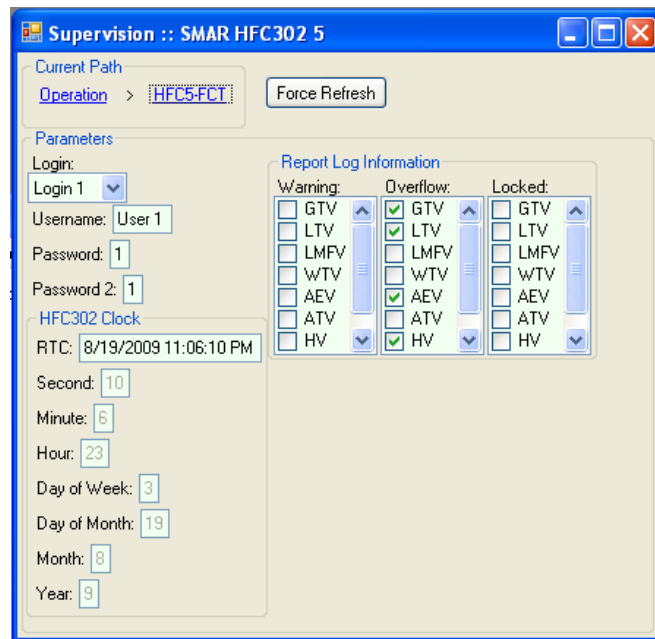 Supervision :: SMAR HFC302 5
Current Path
Operation > HFC5-FCT
Force Refresh
Parameters
Login:
Login 1
Username: User 1
Password: 1
Password 2: 1
HFC302 Clock
RTC: 8/19/2009 11:06:10 PM
Second: 10
Minute: 6
Hour: 23
Day of Week: 3
Day of Month: 19
Month: 8
Year: 9
Report Log Information
Warning: Overflow: Locked:
GTV GTV GTV
LTV LTV LTV
LMFV LMFV LMFV
WTV WTV WTV
AEV AEV AEV
ATV ATV ATV
HV HV HV